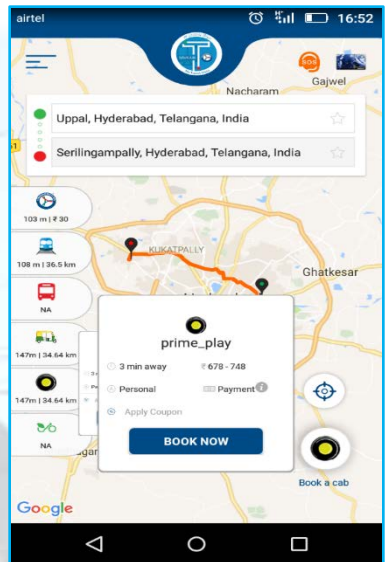 airtel
16:52
SOS
Gajwel
Nacharam
Uppal, Hyderabad, Telangana, India
Serilingampally, Hyderabad, Telangana, India
103 m | ₹ 30
108 m | 36.5 km
NA
147m | 34.64 km
147m | 34.64 km
NA
KUKATPALLY
Ghatkesar
prime_play
3 min away
₹ 678 - 748
Personal
Payment
Apply Coupon
BOOK NOW
Book a cab
Google